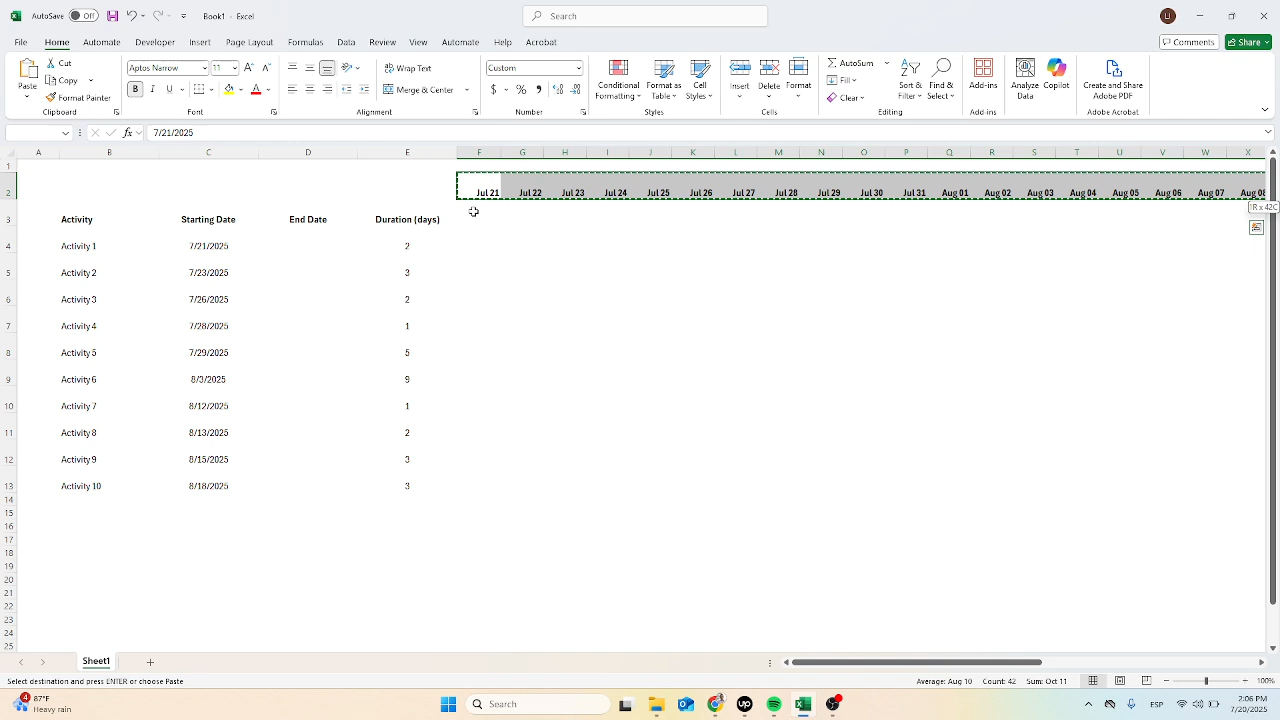 AutoSave Off Book1 - Excel Search U
File Home Automate Developer Insert Page Layout Formulas Data Review View Automate Help Acrobat Comments Share
Paste Cut Copy Format Painter Clipboard
Aptos Narrow 11 B I U A Font
Wrap Text Merge & Center Alignment
Custom $ % , Number
Conditional Formatting Format as Table Cell Styles Styles
Insert Delete Format Cells
AutoSum Fill Clear Sort & Filter Find & Select Editing
Add-ins Add-ins
Analyze Data Copilot
Create and Share Adobe PDF Adobe Acrobat
fx 7/21/2025
A B C D E F G H I J K L M N O P Q R S T U V W X
1
2 Jul 21 Jul 22 Jul 23 Jul 24 Jul 25 Jul 26 Jul 27 Jul 28 Jul 29 Jul 30 Jul 31 Aug 01 Aug 02 Aug 03 Aug 04 Aug 05 Aug 06 Aug 07 Aug 08
1R x 42C
3 Activity Starting Date End Date Duration (days)
4 Activity 1 7/21/2025 2
5 Activity 2 7/23/2025 3
6 Activity 3 7/26/2025 2
7 Activity 4 7/28/2025 1
8 Activity 5 7/29/2025 5
9 Activity 6 8/3/2025 9
10 Activity 7 8/12/2025 1
11 Activity 8 8/13/2025 2
12 Activity 9 8/15/2025 3
13 Activity 10 8/18/2025 3
14
15
16
17
18
19
20
21
22
23
24
25
Sheet1
Select destination and press ENTER or choose Paste Average: Aug 10 Count: 42 Sum: Oct 11 100%
4 87°F Heavy rain Search up ESP 12:06 PM 7/20/2025